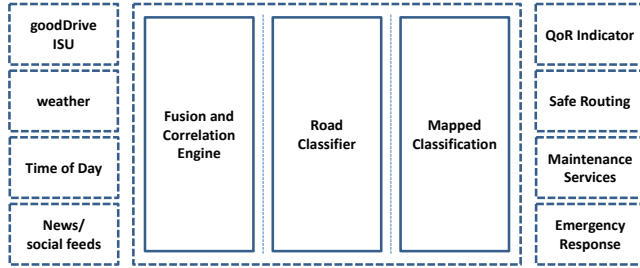 goodDrive
ISU
weather
Time of Day
News/
social feeds
Fusion and
Correlation
Engine
Road
Classifier
Mapped
Classification
QoR Indicator
Safe Routing
Maintenance
Services
Emergency
Response